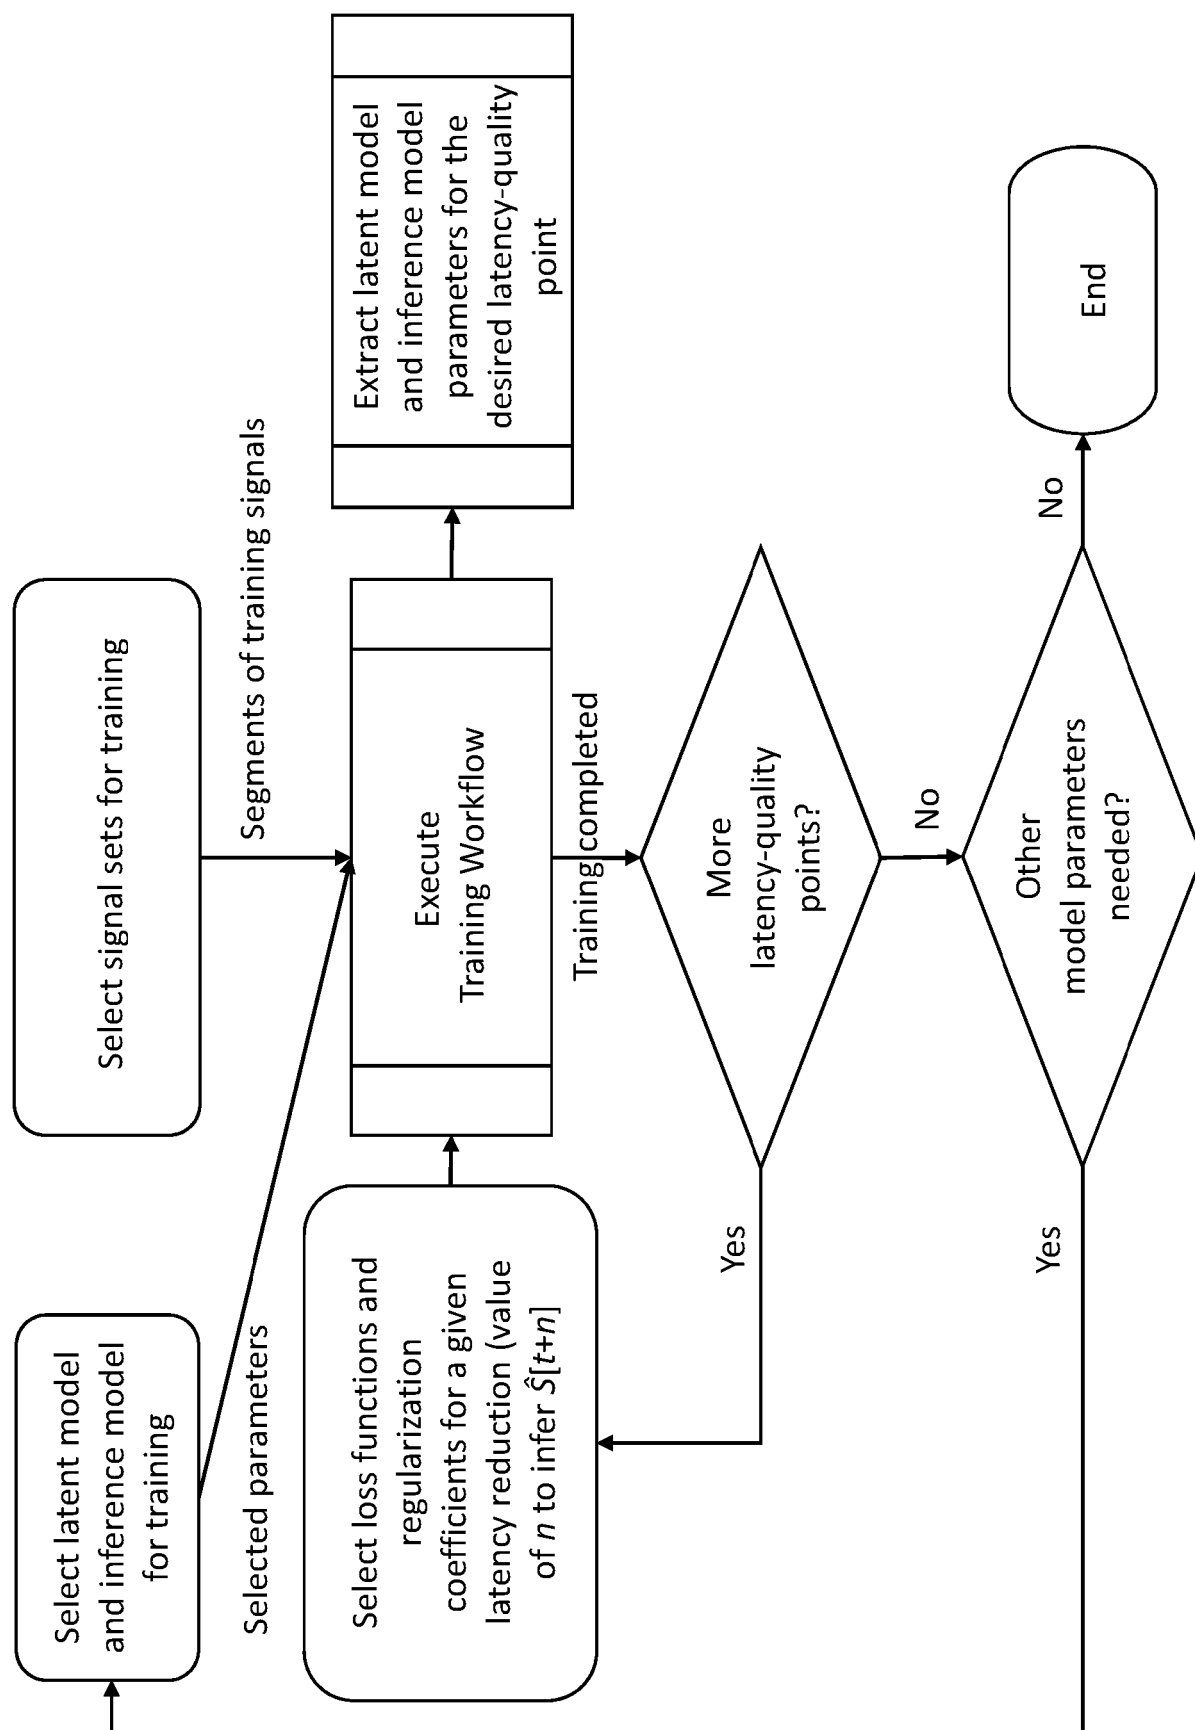 Select latent model
and inference model
for training
Select signal sets for training
Selected parameters
Segments of training signals
Select loss functions and
regularization
coefficients for a given
latency reduction (value
of n to infer Ŝ[t+n]
Execute
Training Workflow
Extract latent model
and inference model
parameters for the
desired latency-quality
point
Training completed
More
latency-quality
points?
Yes
No
Other
model parameters
needed?
Yes
No
End